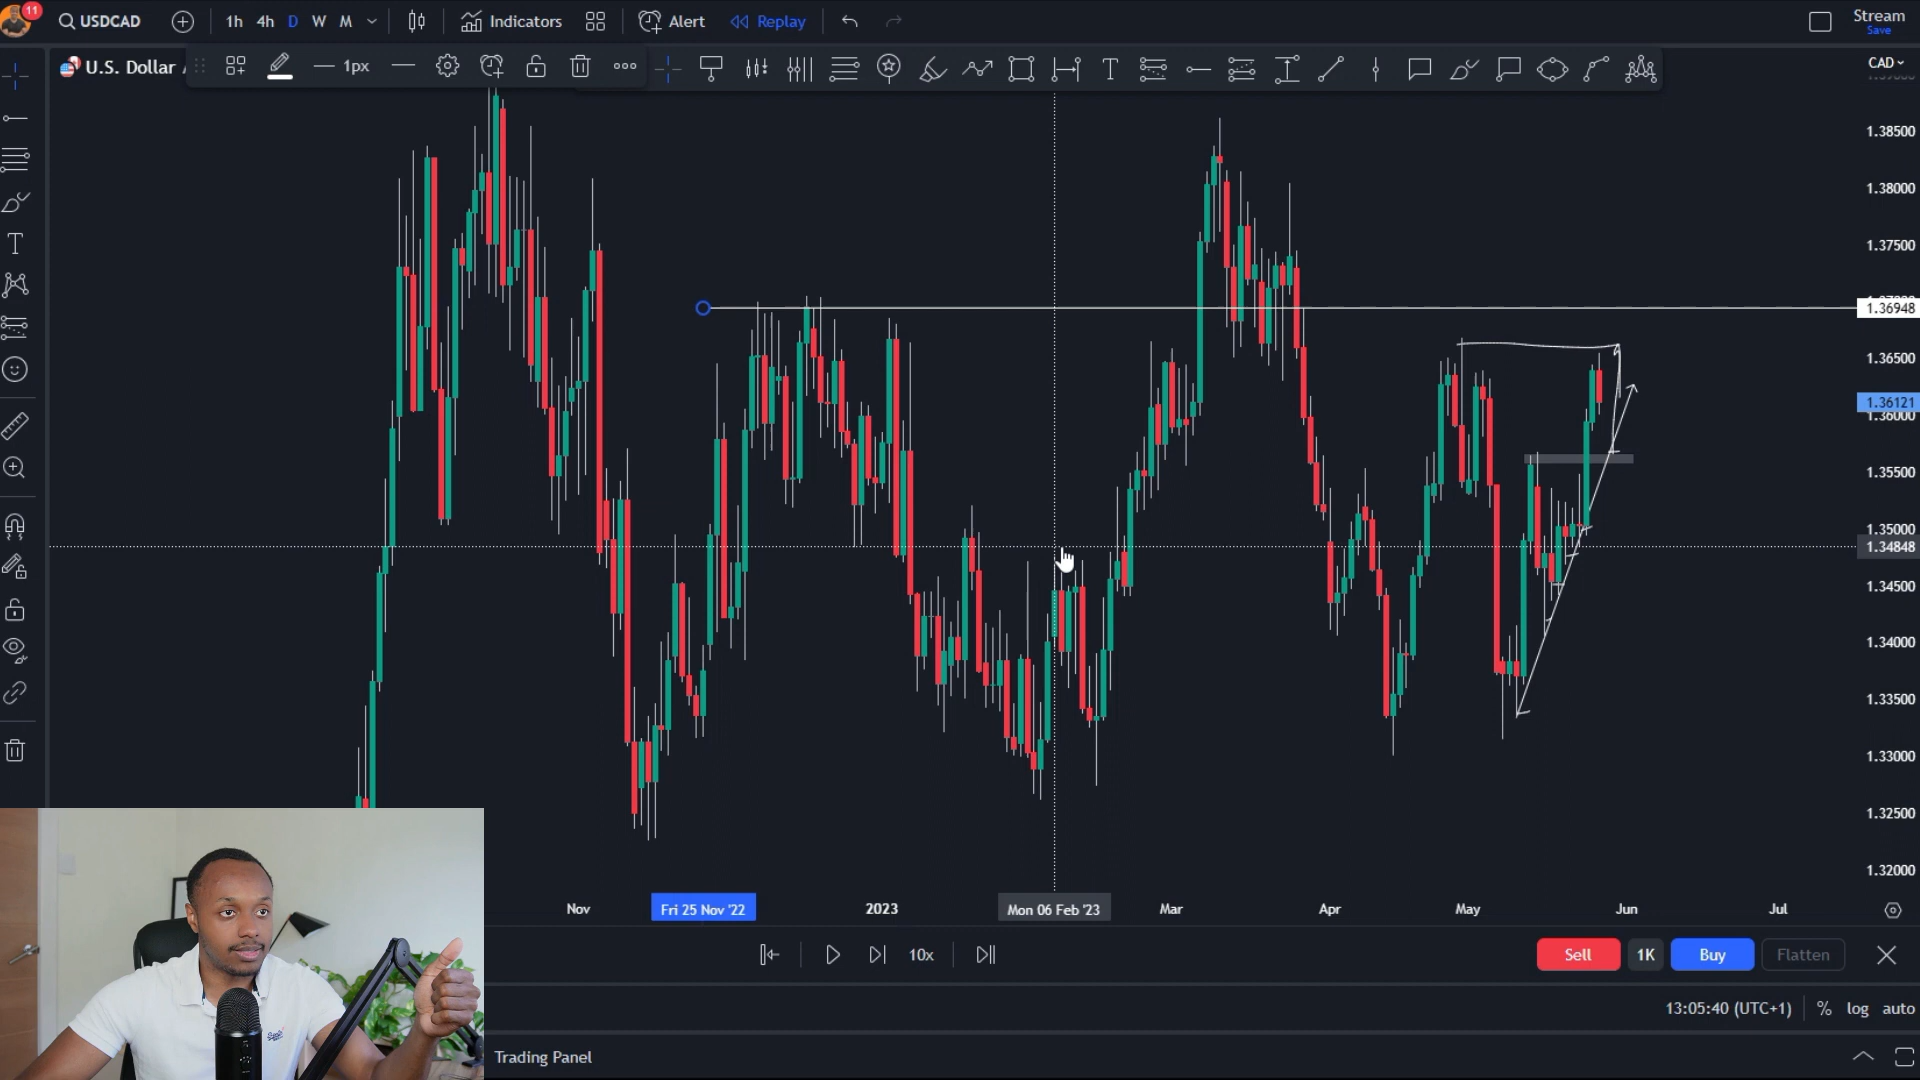 11
USDCAD
1h 4h D W M
Indicators
Alert
Replay
Stream
Save
U.S. Dollar
1px
T
CAD
1.38500
1.38000
1.37500
1.36948
1.36500
1.36121
1.36000
1.35500
1.35000
1.34848
1.34500
1.34000
1.33500
1.33000
1.32500
1.32000
Nov
Fri 25 Nov '22
2023
Mon 06 Feb '23
Mar
Apr
May
Jun
Jul
10x
Sell
1K
Buy
Flatten
13:05:40 (UTC+1)
% log auto
Trading Panel